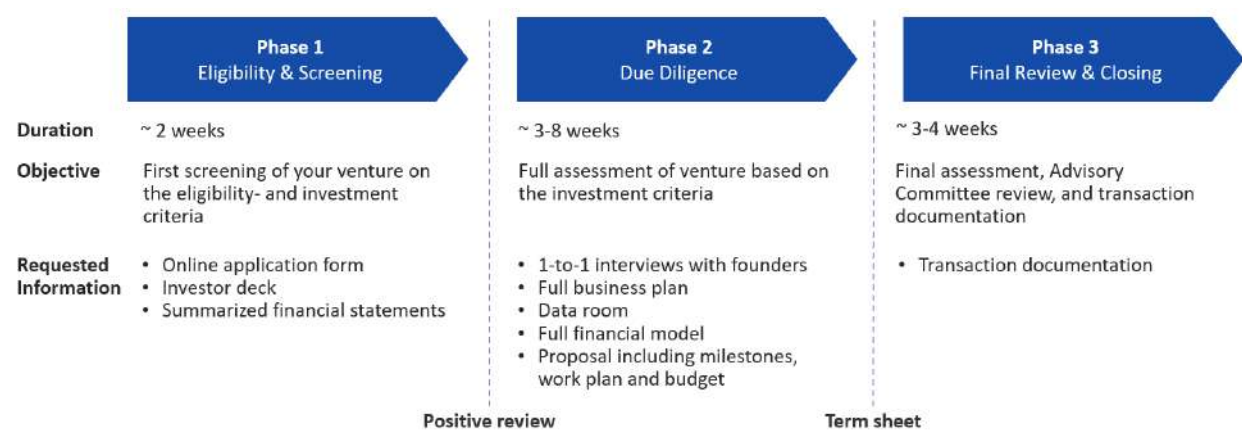 Phase 1
Eligibility & Screening
Phase 2
Due Diligence
Phase 3
Final Review & Closing
Duration
~ 2 weeks
~ 3-8 weeks
~ 3-4 weeks
Objective
First screening of your venture on
the eligibility- and investment
criteria
Full assessment of venture based on
the investment criteria
Final assessment, Advisory
Committee review, and transaction
documentation
Requested
Information
• Online application form
• Investor deck
• Summarized financial statements
• 1-to-1 interviews with founders
• Full business plan
• Data room
• Full financial model
• Proposal including milestones,
work plan and budget
• Transaction documentation
Positive review
Term sheet